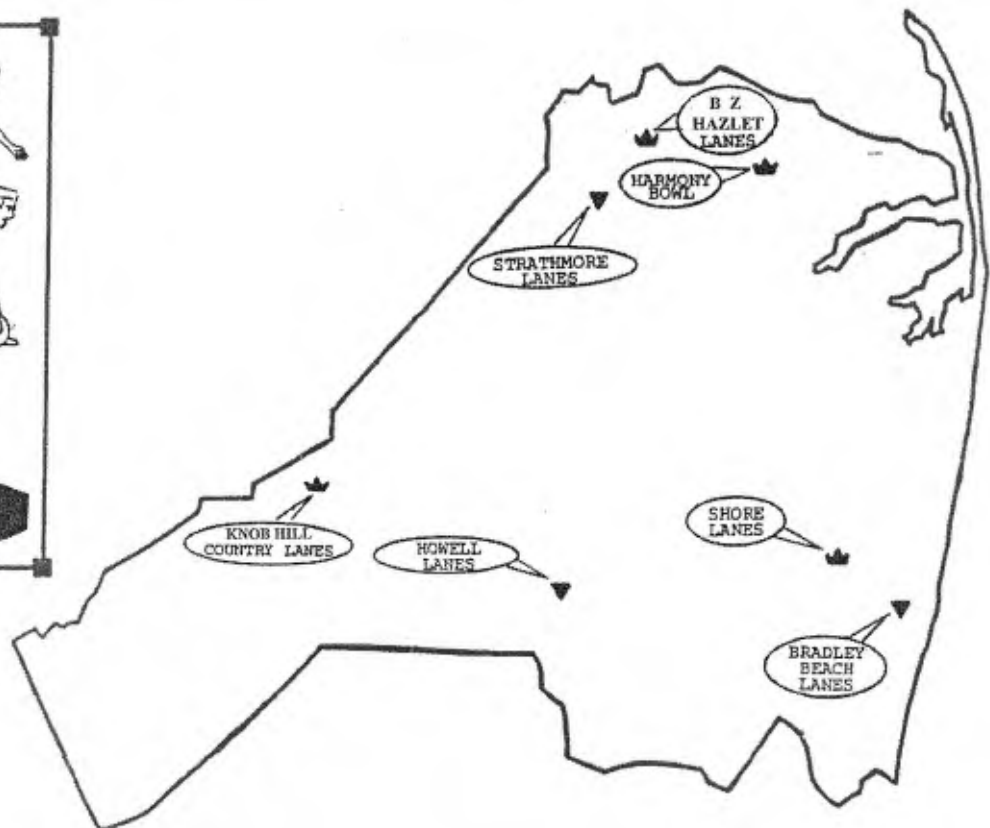 B Z
HAZLET
LANES
HARMONY
BOWL
STRATHMORE
LANES
KNOB HILL
COUNTRY LANES
HOWELL
LANES
SHORE
LANES
BRADLEY
BEACH
LANES